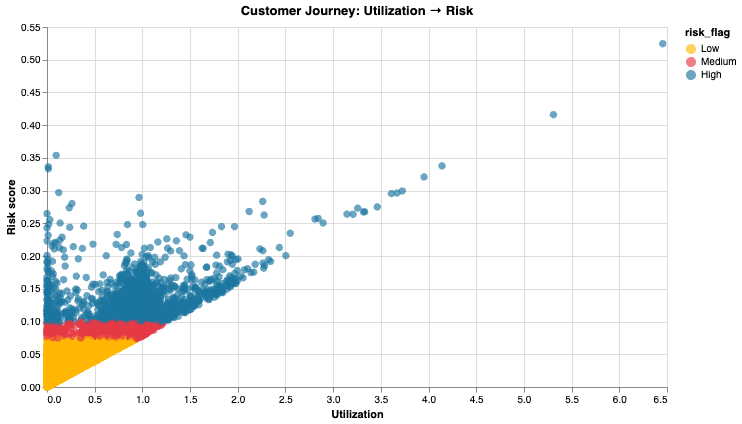 Customer Journey: Utilization → Risk
risk_flag
Low
Medium
High
Risk score
0.55
0.50
0.45
0.40
0.35
0.30
0.25
0.20
0.15
0.10
0.05
0.00
0.0 0.5 1.0 1.5 2.0 2.5 3.0 3.5 4.0 4.5 5.0 5.5 6.0 6.5
Utilization